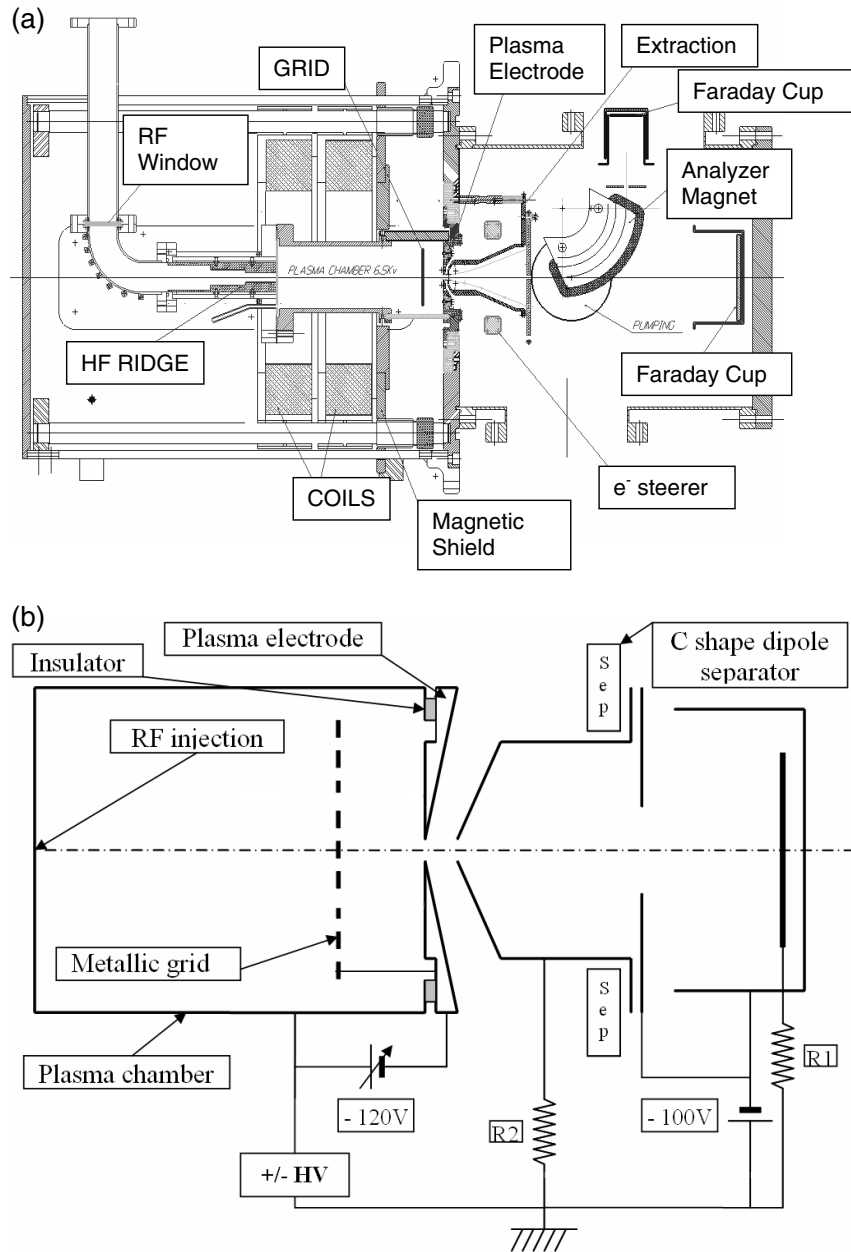 (a)
GRID
Plasma
Electrode
Extraction
Faraday Cup
RF
Window
Analyzer
Magnet
PLASMA CHAMBER 65Kv
PUMPING
HF RIDGE
Faraday Cup
COILS
Magnetic
Shield
e- steerer
(b)
Plasma electrode
Insulator
RF injection
C shape dipole
separator
Sep
Metallic grid
Sep
Plasma chamber
- 120V
R2
- 100V
R1
+/- HV